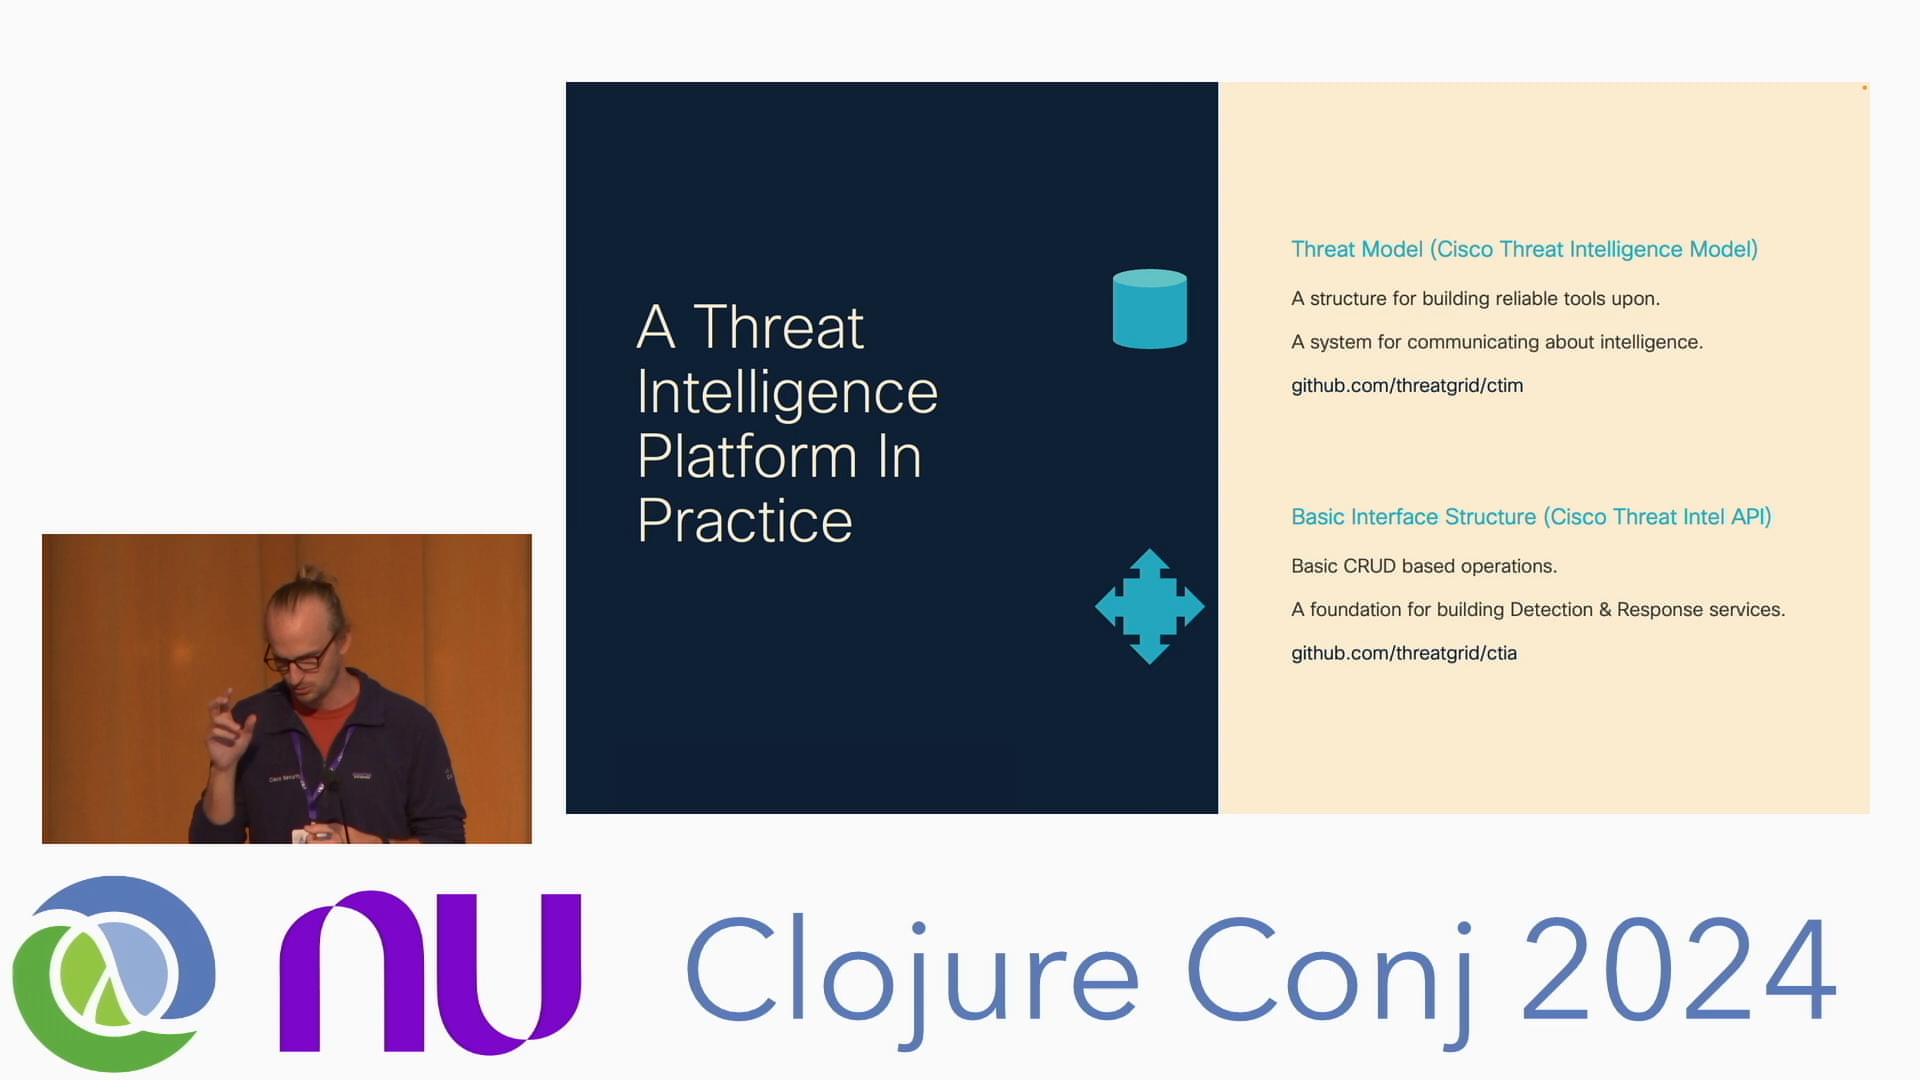 A Threat
Intelligence
Platform In
Practice
Threat Model (Cisco Threat Intelligence Model)
A structure for building reliable tools upon.
A system for communicating about intelligence.
github.com/threatgrid/ctim
Basic Interface Structure (Cisco Threat Intel API)
Basic CRUD based operations.
A foundation for building Detection & Response services.
github.com/threatgrid/ctia
Cisco Security
nu
Clojure Conj 2024